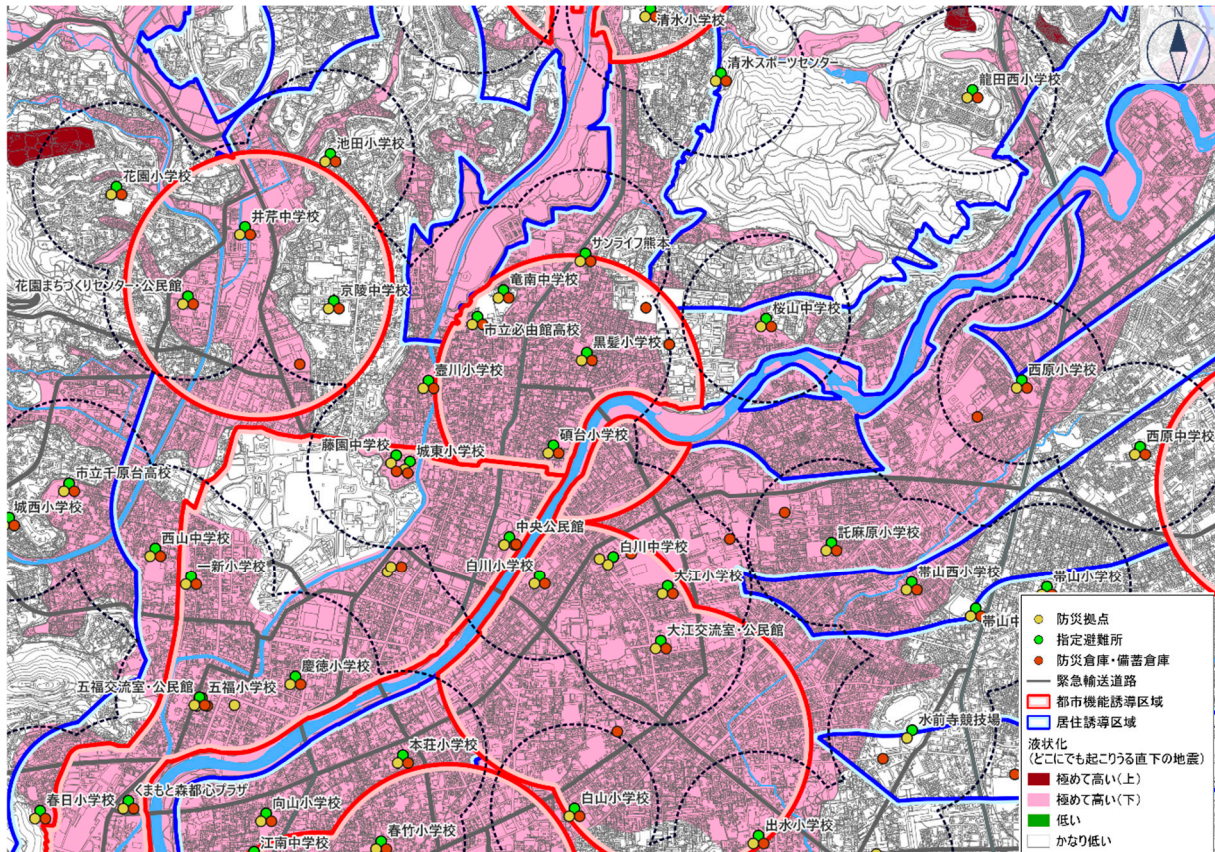 清水小学校
N
清水スポーツセンター
龍田西小学校
池田小学校
花園小学校
井芹中学校
サンライフ熊本
花園まちづくりセンター・公民館
京陵中学校
竜南中学校
市立必由館高校
桜山中学校
黒髪小学校
壺川小学校
西原小学校
碩台小学校
西原中学校
藤園中学校
城東小学校
市立千原台高校
城西小学校
中央公民館
託麻原小学校
西山中学校
白川中学校
一新小学校
白川小学校
大江小学校
帯山西小学校
帯山小学校
帯山中
大江交流室・公民館
慶徳小学校
五福交流室・公民館
五福小学校
水前寺競技場
本荘小学校
くまもと森都心プラザ
春日小学校
向山小学校
白山小学校
江南中学校
春竹小学校
出水小学校
防災拠点
指定避難所
防災倉庫・備蓄倉庫
緊急輸送道路
都市機能誘導区域
居住誘導区域
液状化
(どこにでも起こりうる直下の地震)
極めて高い(上)
極めて高い(下)
低い
かなり低い